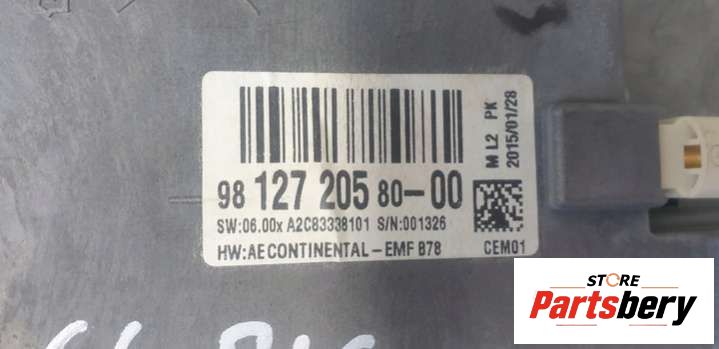 M L2 PK
2015/01/28
98 127 205 80-00
SW:06.00x A2C83338101 S/N:001326
HW:AE CONTINENTAL-EMF B78
CEM01
STORE
Partsbery